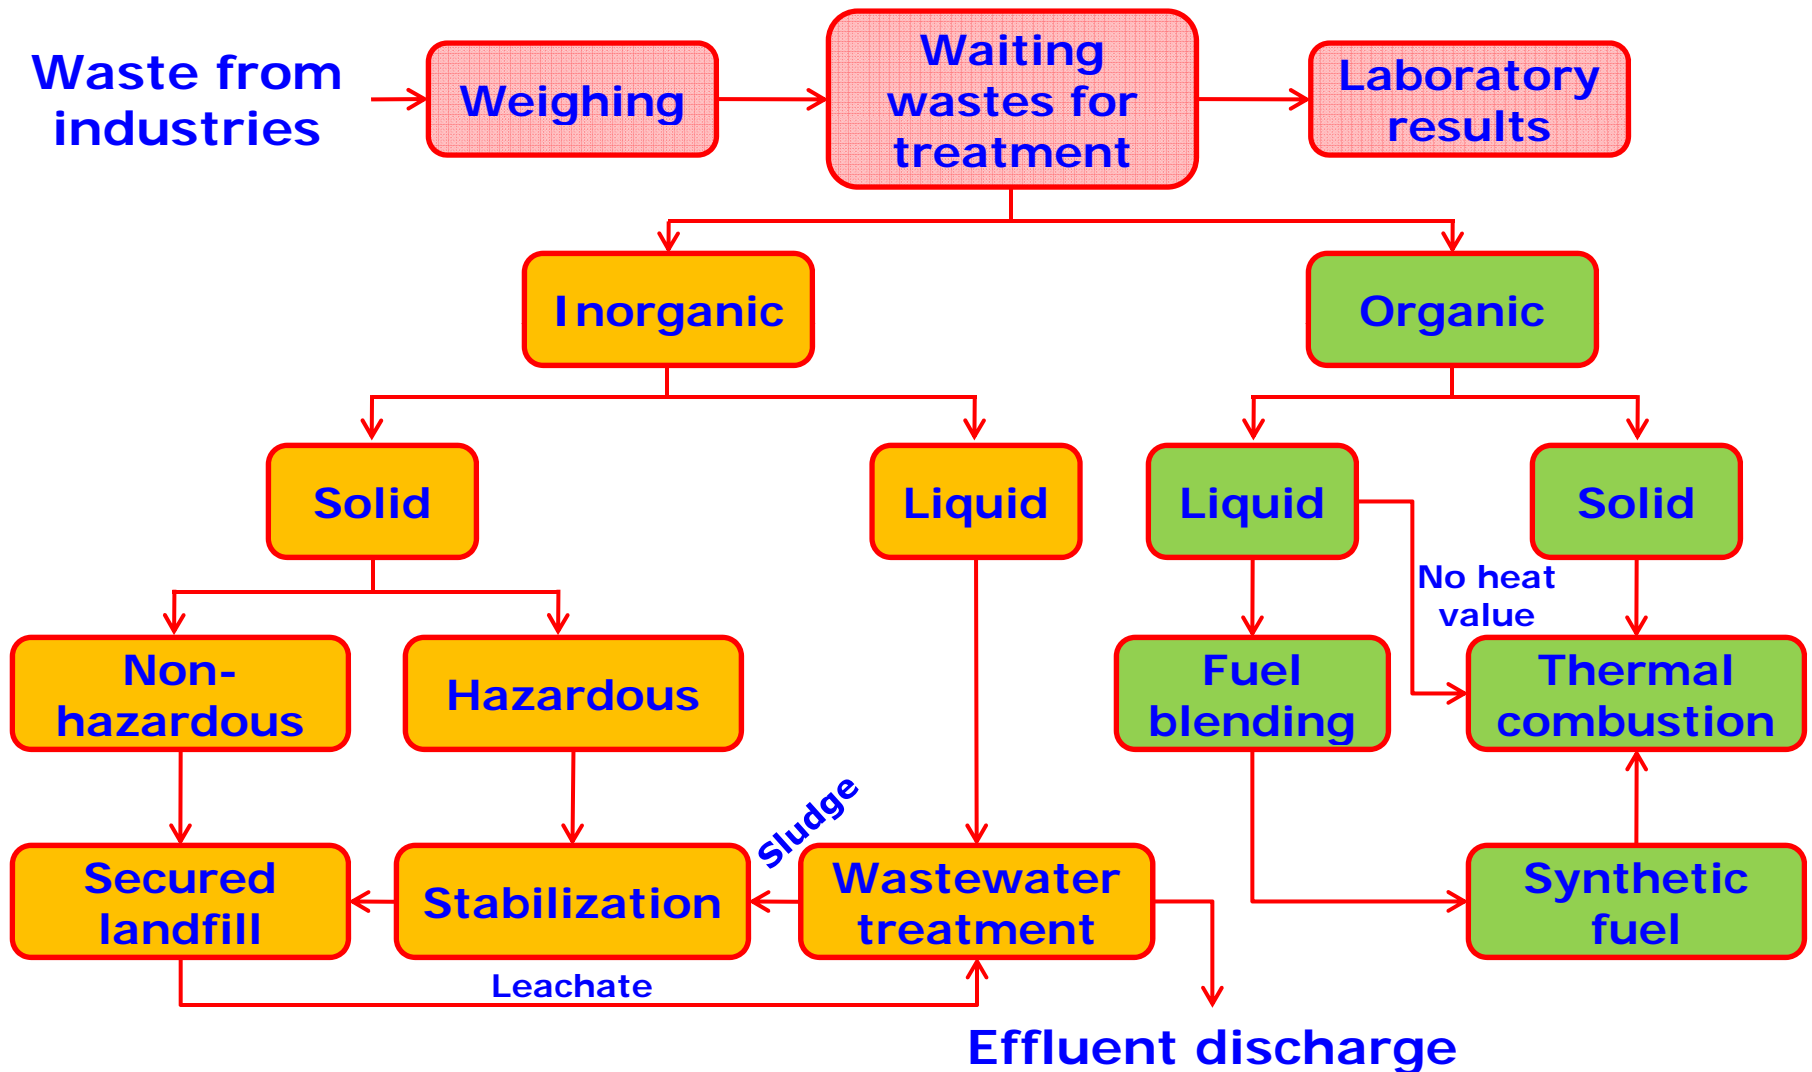 Waste from
industries
Weighing
Waiting
wastes for
treatment
Laboratory
results
Inorganic
Organic
Solid
Liquid
Liquid
Solid
No heat
value
Non-
hazardous
Hazardous
Fuel
blending
Thermal
combustion
Sludge
Secured
landfill
Stabilization
Wastewater
treatment
Synthetic
fuel
Leachate
Effluent discharge